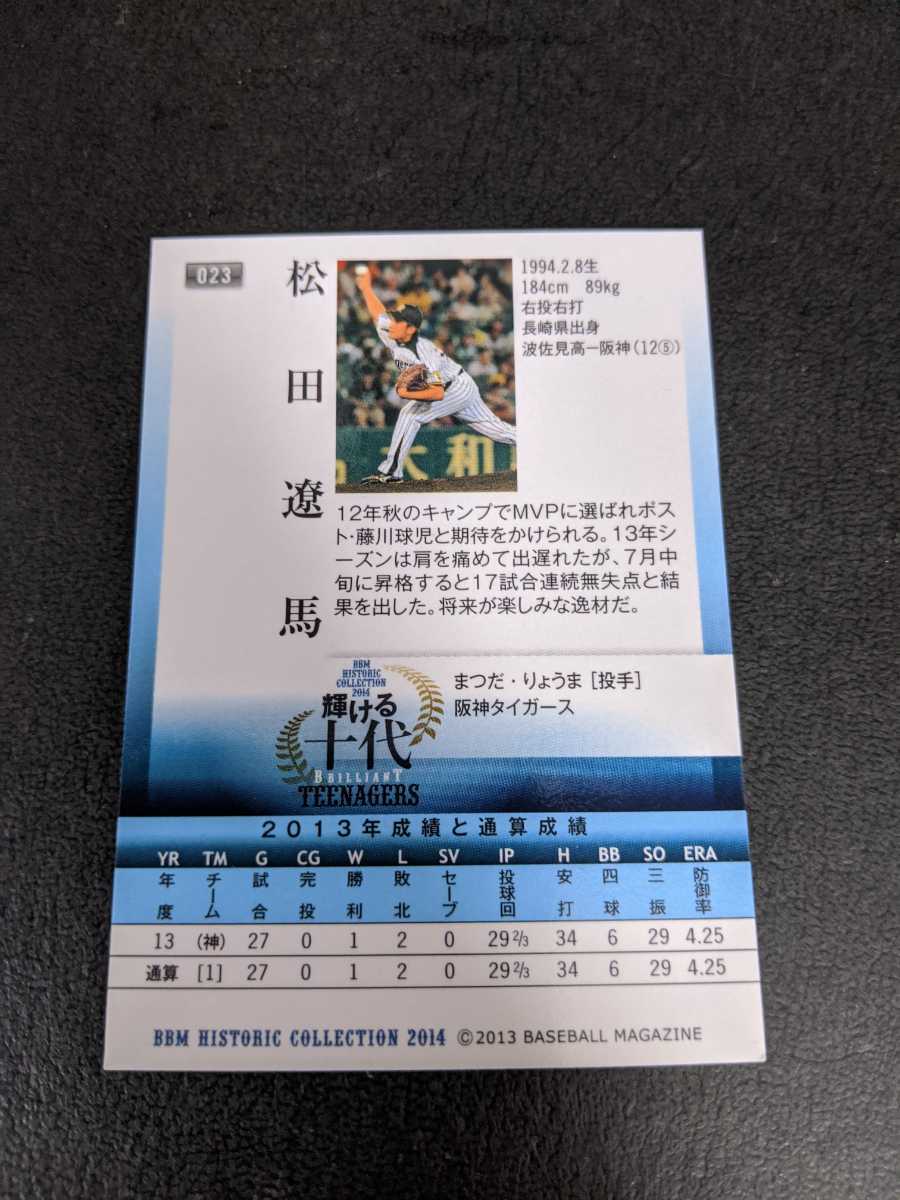 023
松田遼馬
1994.2.8生
184cm 89kg
右投右打
長崎県出身
波佐見高ー阪神(12⑤)
大和
12年秋のキャンプでMVPに選ばれポス
ト・藤川球児と期待をかけられる。13年シ
ーズンは肩を痛めて出遅れたが、7月中
旬に昇格すると17試合連続無失点と結
果を出した。将来が楽しみな逸材だ。
BBM
HISTORIC
COLLECTION
2014
輝ける
十代
BRILLIANT
TEENAGERS
まつだ・りょうま [投手]
阪神タイガース
2013年成績と通算成績
YR TM G CG W L SV IP H BB SO ERA
年度 チーム 試合 完投 勝利 敗北 セーブ 投球回 安打 四球 三振 防御率
13 (神) 27 0 1 2 0 29 2/3 34 6 29 4.25
通算 [1] 27 0 1 2 0 29 2/3 34 6 29 4.25
BBM HISTORIC COLLECTION 2014 ©2013 BASEBALL MAGAZINE